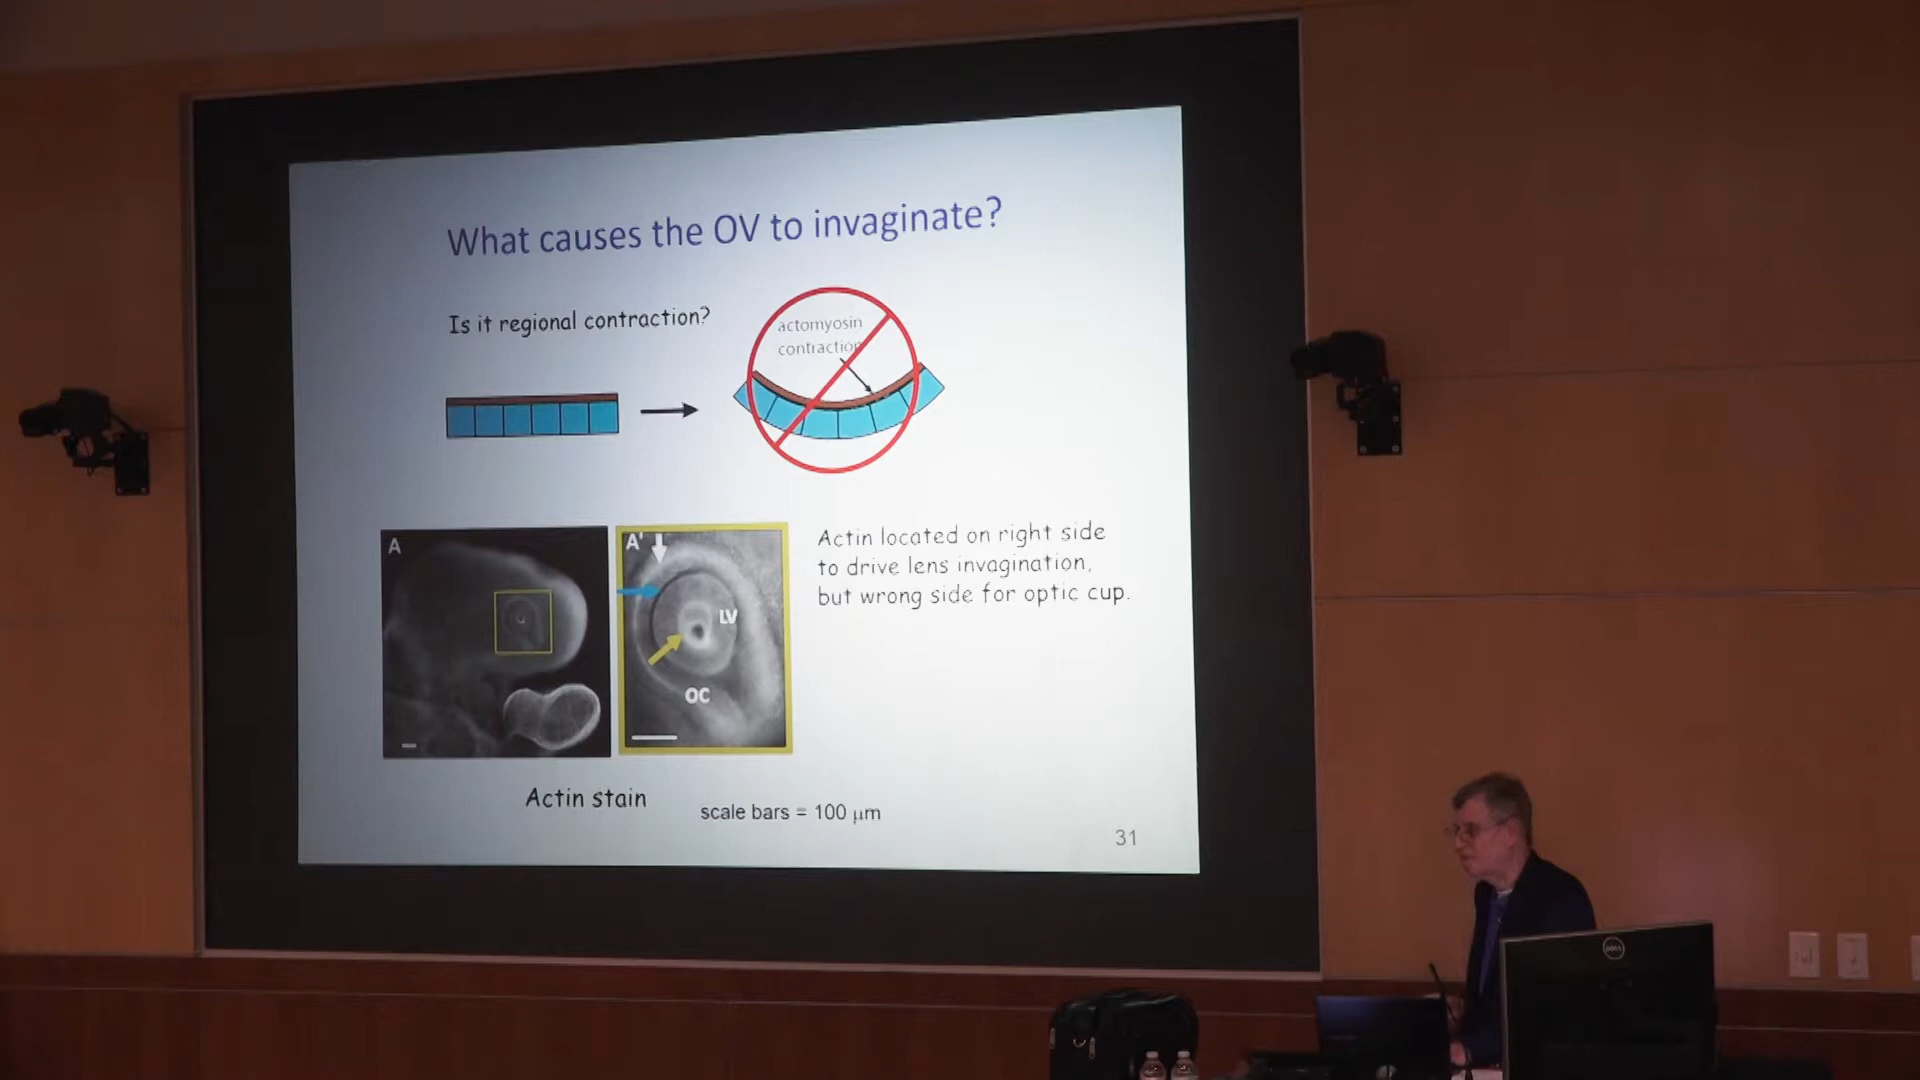 What causes the OV to invaginate?
Is it regional contraction?
actomyosin
contraction
A
A'
LV
OC
Actin located on right side
to drive lens invagination,
but wrong side for optic cup.
Actin stain
scale bars = 100 μm
31
DELL